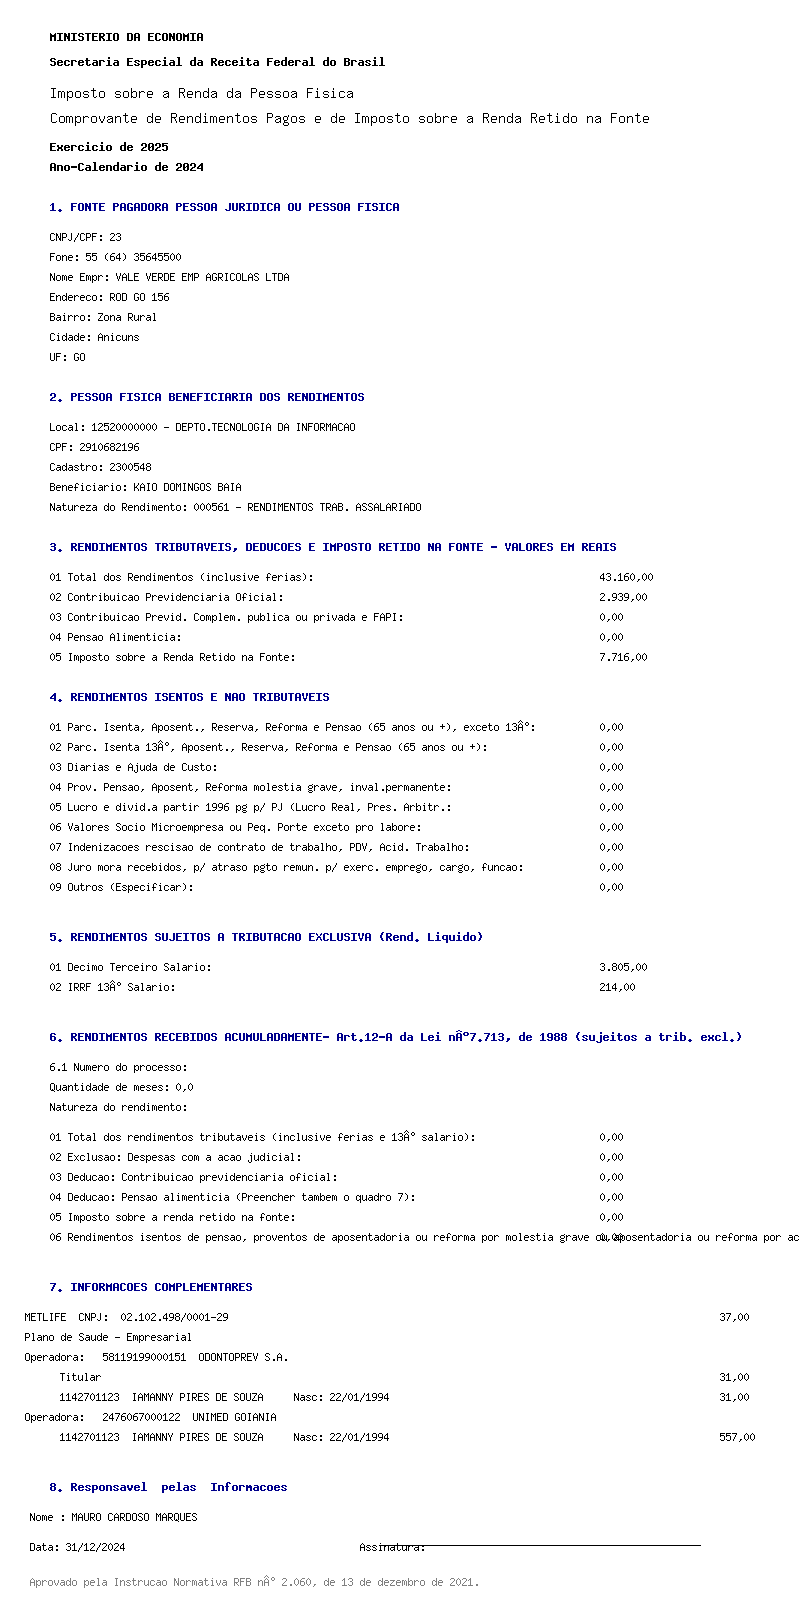 MINISTERIO DA ECONOMIA
Secretaria Especial da Receita Federal do Brasil
Imposto sobre a Renda da Pessoa Fisica
Comprovante de Rendimentos Pagos e de Imposto sobre a Renda Retido na Fonte
Exercicio de 2025
Ano-Calendario de 2024
1. FONTE PAGADORA PESSOA JURIDICA OU PESSOA FISICA
CNPJ/CPF: 23
Fone: 55 (64) 35645500
Nome Empr: VALE VERDE EMP AGRICOLAS LTDA
Endereco: ROD GO 156
Bairro: Zona Rural
Cidade: Anicuns
UF: GO
2. PESSOA FISICA BENEFICIARIA DOS RENDIMENTOS
Local: 12520000000 - DEPTO.TECNOLOGIA DA INFORMACAO
CPF: 2910682196
Cadastro: 2300548
Beneficiario: KAIO DOMINGOS BAIA
Natureza do Rendimento: 000561 - RENDIMENTOS TRAB. ASSALARIADO
3. RENDIMENTOS TRIBUTAVEIS, DEDUCOES E IMPOSTO RETIDO NA FONTE - VALORES EM REAIS
01 Total dos Rendimentos (inclusive ferias): 43.160,00
02 Contribuicao Previdenciaria Oficial: 2.939,00
03 Contribuicao Previd. Complem. publica ou privada e FAPI: 0,00
04 Pensao Alimenticia: 0,00
05 Imposto sobre a Renda Retido na Fonte: 7.716,00
4. RENDIMENTOS ISENTOS E NAO TRIBUTAVEIS
01 Parc. Isenta, Aposent., Reserva, Reforma e Pensao (65 anos ou +), exceto 13Âº: 0,00
02 Parc. Isenta 13Âº, Aposent., Reserva, Reforma e Pensao (65 anos ou +): 0,00
03 Diarias e Ajuda de Custo: 0,00
04 Prov. Pensao, Aposent, Reforma molestia grave, inval.permanente: 0,00
05 Lucro e divid.a partir 1996 pg p/ PJ (Lucro Real, Pres. Arbitr.: 0,00
06 Valores Socio Microempresa ou Peq. Porte exceto pro labore: 0,00
07 Indenizacoes rescisao de contrato de trabalho, PDV, Acid. Trabalho: 0,00
08 Juro mora recebidos, p/ atraso pgto remun. p/ exerc. emprego, cargo, funcao: 0,00
09 Outros (Especificar): 0,00
5. RENDIMENTOS SUJEITOS A TRIBUTACAO EXCLUSIVA (Rend. Liquido)
01 Decimo Terceiro Salario: 3.805,00
02 IRRF 13Âº Salario: 214,00
6. RENDIMENTOS RECEBIDOS ACUMULADAMENTE- Art.12-A da Lei nÂº7.713, de 1988 (sujeitos a trib. excl.)
6.1 Numero do processo:
Quantidade de meses: 0,0
Natureza do rendimento:
01 Total dos rendimentos tributaveis (inclusive ferias e 13Âº salario): 0,00
02 Exclusao: Despesas com a acao judicial: 0,00
03 Deducao: Contribuicao previdenciaria oficial: 0,00
04 Deducao: Pensao alimenticia (Preencher tambem o quadro 7): 0,00
05 Imposto sobre a renda retido na fonte: 0,00
06 Rendimentos isentos de pensao, proventos de aposentadoria ou reforma por molestia grave ou aposentadoria ou reforma por ac 0,00
7. INFORMACOES COMPLEMENTARES
METLIFE CNPJ: 02.102.498/0001-29 37,00
Plano de Saude - Empresarial
Operadora: 58119199000151 ODONTOPREV S.A.
Titular 31,00
1142701123 IAMANNY PIRES DE SOUZA Nasc: 22/01/1994 31,00
Operadora: 2476067000122 UNIMED GOIANIA
1142701123 IAMANNY PIRES DE SOUZA Nasc: 22/01/1994 557,00
8. Responsavel pelas Informacoes
Nome : MAURO CARDOSO MARQUES
Data: 31/12/2024 Assinatura:
Aprovado pela Instrucao Normativa RFB nÂº 2.060, de 13 de dezembro de 2021.